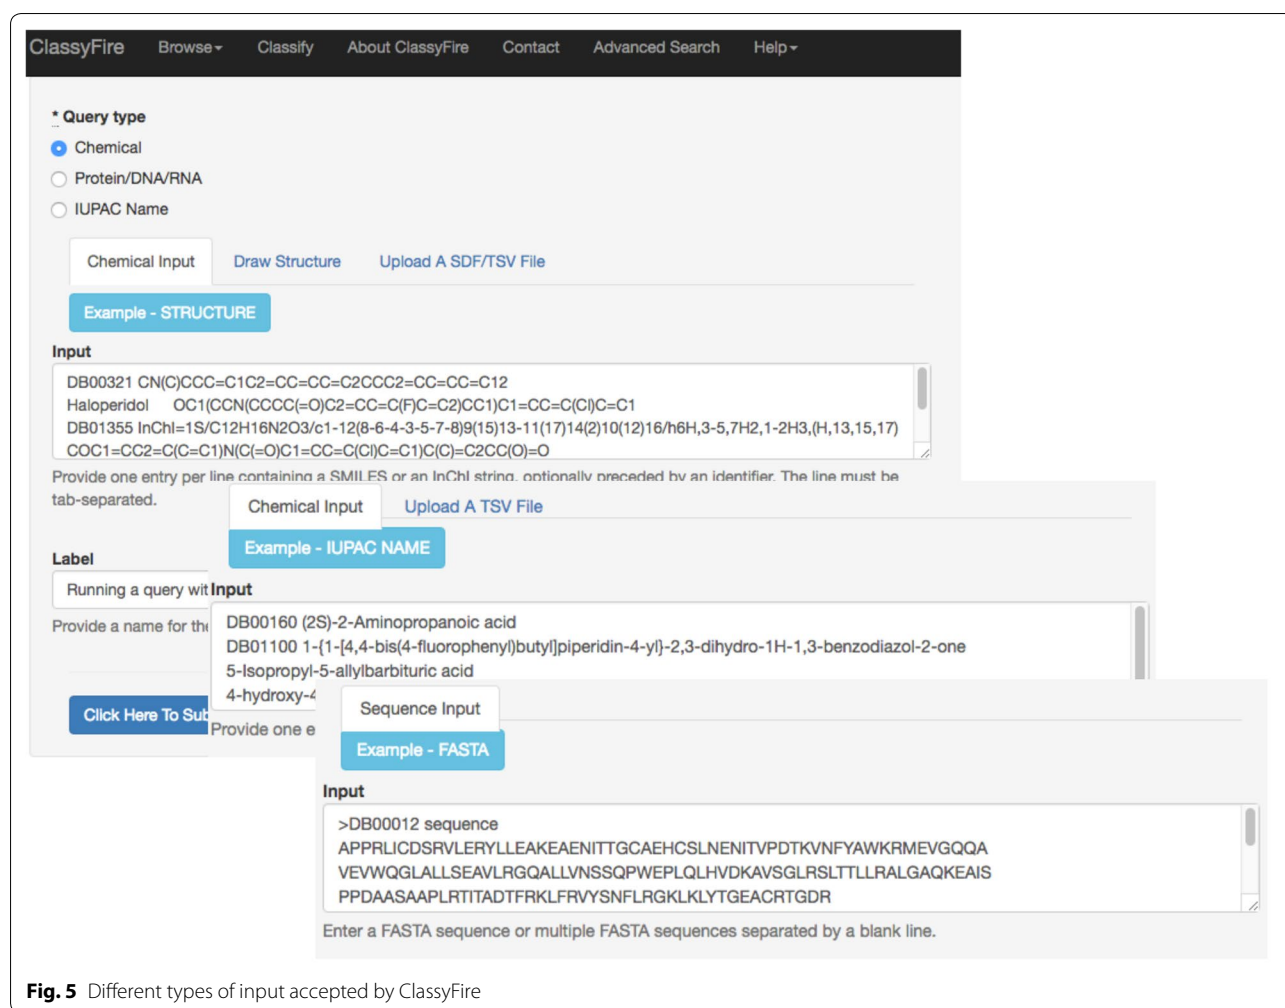 ClassyFire Browse Classify About ClassyFire Contact Advanced Search Help
* Query type
Chemical
Protein/DNA/RNA
IUPAC Name
Chemical Input Draw Structure Upload A SDF/TSV File
Example - STRUCTURE
Input
DB00321 CN(C)CCC=C1C2=CC=CC=C2CCC2=CC=CC=C12
Haloperidol OC1(CCN(CCCC(=O)C2=CC=C(F)C=C2)CC1)C1=CC=C(Cl)C=C1
DB01355 InChI=1S/C12H16N2O3/c1-12(8-6-4-3-5-7-8)9(15)13-11(17)14(2)10(12)16/h6H,3-5,7H2,1-2H3,(H,13,15,17)
COC1=CC2=C(C=C1)N(C(=O)C1=CC=C(Cl)C=C1)C(C)=C2CC(O)=O
Provide one entry per line containing a SMILES or an InChI string, optionally preceded by an identifier. The line must be
tab-separated.
Label
Running a query wit
Provide a name for the
Click Here To Sub
Chemical Input Upload A TSV File
Example - IUPAC NAME
Input
DB00160 (2S)-2-Aminopropanoic acid
DB01100 1-{1-[4,4-bis(4-fluorophenyl)butyl]piperidin-4-yl}-2,3-dihydro-1H-1,3-benzodiazol-2-one
5-Isopropyl-5-allylbarbituric acid
4-hydroxy-4
Provide one e
Sequence Input
Example - FASTA
Input
>DB00012 sequence
APPRLICDSRVLERYLLEAKEAENITTGCAEHCSLNENITVPDTKVNFYAWKRMEVGQQA
VEVWQGLALLSEAVLRGQALLVNSSQPWEPLQLHVDKAVSGLRSLTTLLRALGAQKEAIS
PPDAASAAPLRTITADTFRKLFRVYSNFLRGKLKLYTGEACRTGDR
Enter a FASTA sequence or multiple FASTA sequences separated by a blank line.
Fig. 5 Different types of input accepted by ClassyFire